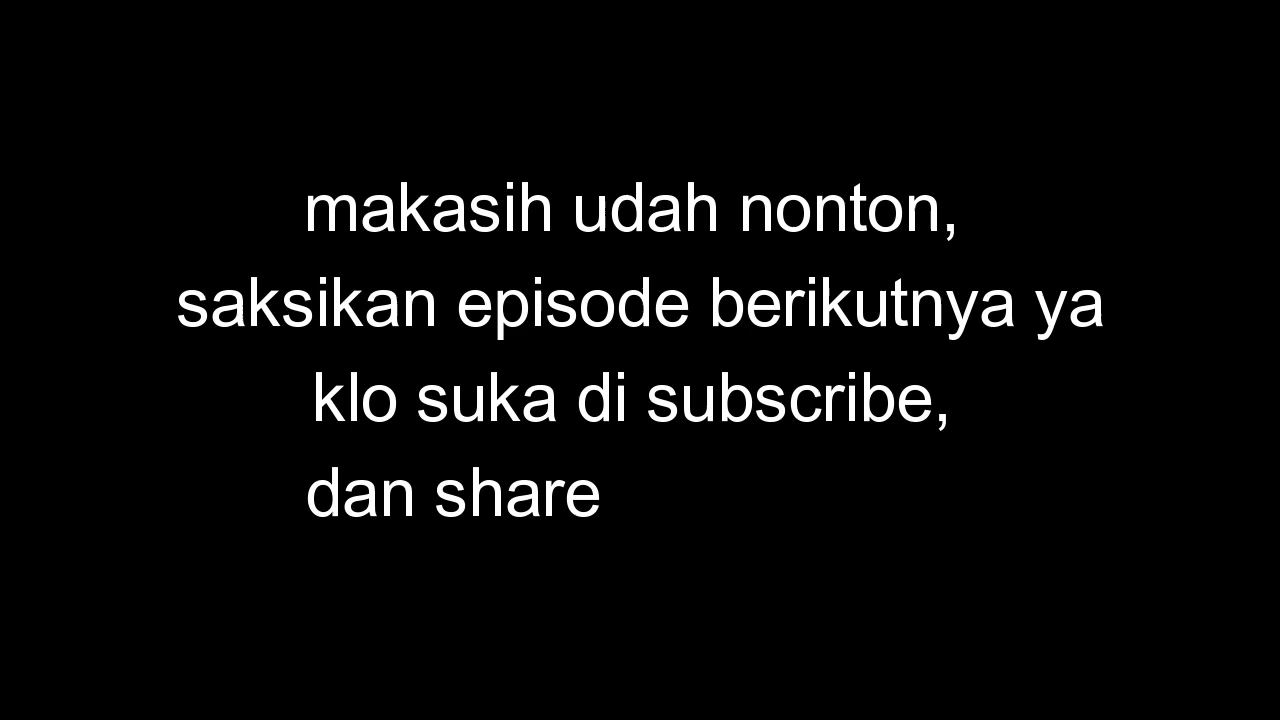 makasih udah nonton,
saksikan episode berikutnya ya
klo suka di subscribe,
dan share